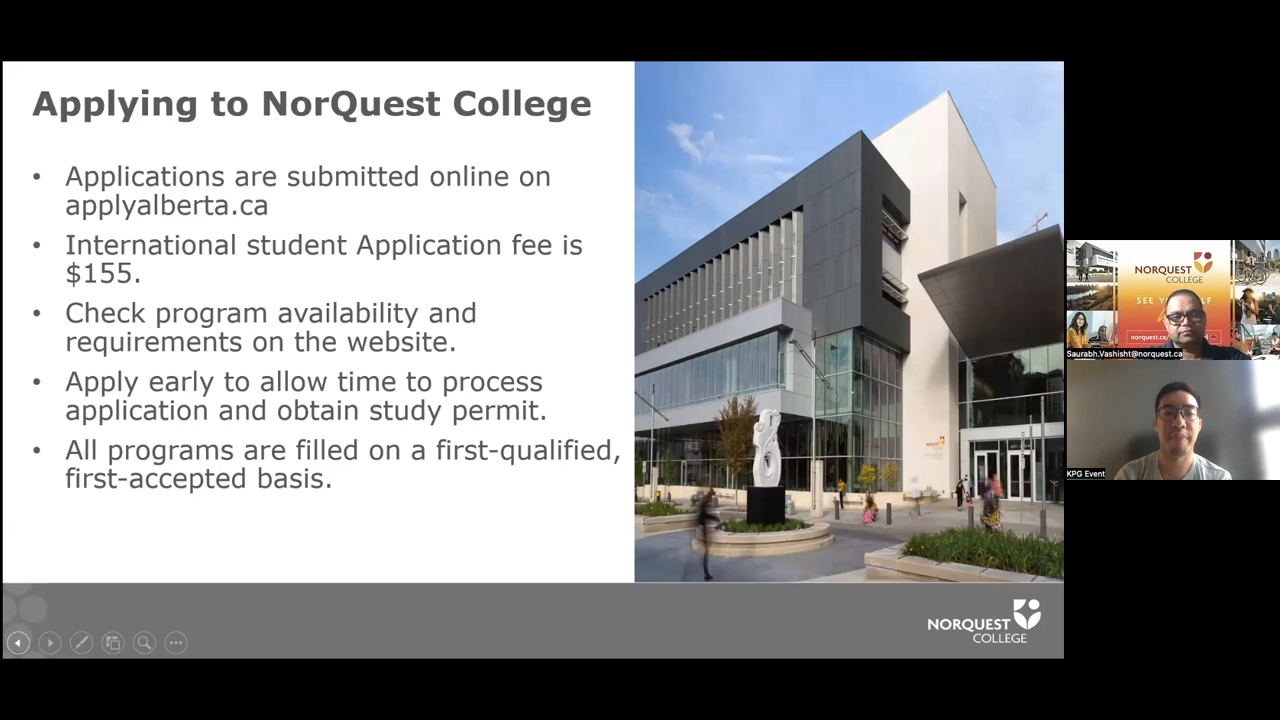 Applying to NorQuest College
• Applications are submitted online on
applyalberta.ca
• International student Application fee is
$155.
• Check program availability and
requirements on the website.
• Apply early to allow time to process
application and obtain study permit.
• All programs are filled on a first-qualified,
first-accepted basis.
NORQUEST
COLLEGE
NORQUEST
COLLEGE
Saurabh.Vashisht@norquest.ca
KPG Event